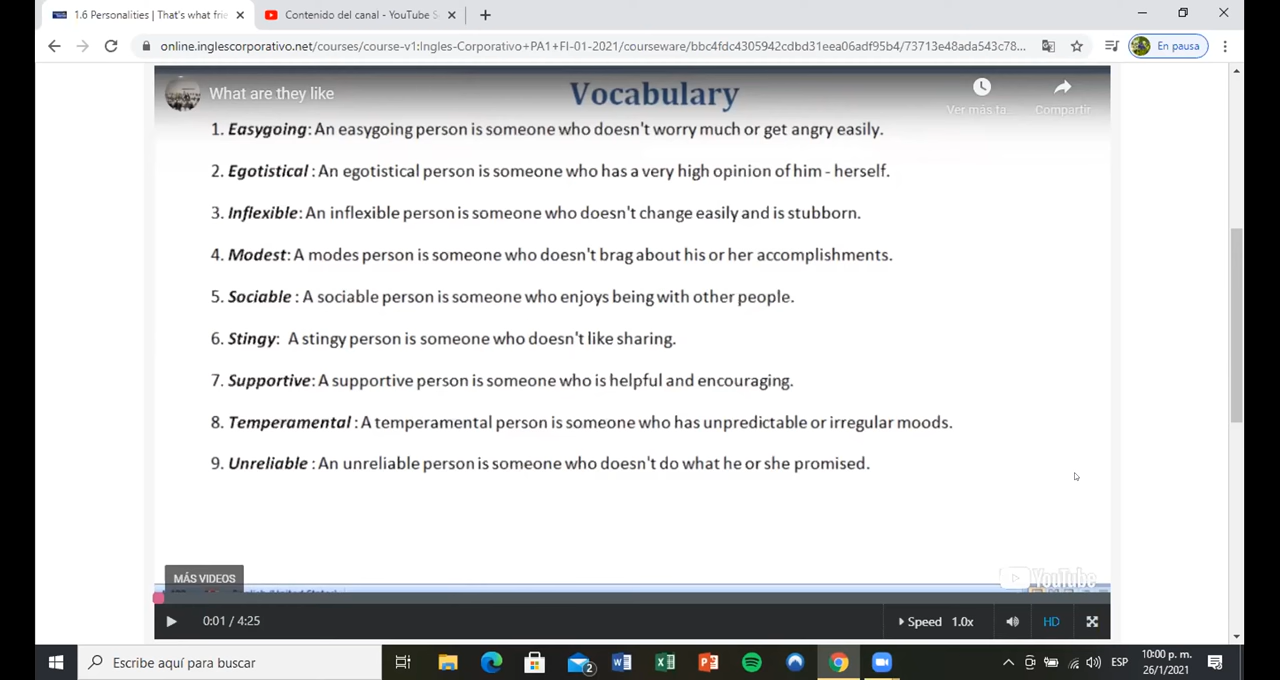 1.6 Personalities | That's what frie
Contenido del canal - YouTube S
online.inglescorporativo.net/courses/course-v1:Ingles-Corporativo+PA1+FI-01-2021/courseware/bbc4fdc4305942cdbd31eea06adf95b4/73713e48ada543c78...
En pausa
What are they like
Vocabulary
Ver más ta...
Compartir
1. Easygoing: An easygoing person is someone who doesn't worry much or get angry easily.
2. Egotistical : An egotistical person is someone who has a very high opinion of him - herself.
3. Inflexible: An inflexible person is someone who doesn't change easily and is stubborn.
4. Modest: A modes person is someone who doesn't brag about his or her accomplishments.
5. Sociable : A sociable person is someone who enjoys being with other people.
6. Stingy: A stingy person is someone who doesn't like sharing.
7. Supportive: A supportive person is someone who is helpful and encouraging.
8. Temperamental : A temperamental person is someone who has unpredictable or irregular moods.
9. Unreliable : An unreliable person is someone who doesn't do what he or she promised.
MÁS VIDEOS
YouTube
0:01 / 4:25
Speed 1.0x
HD
Escribe aquí para buscar
2
ESP
10:00 p. m.
26/1/2021